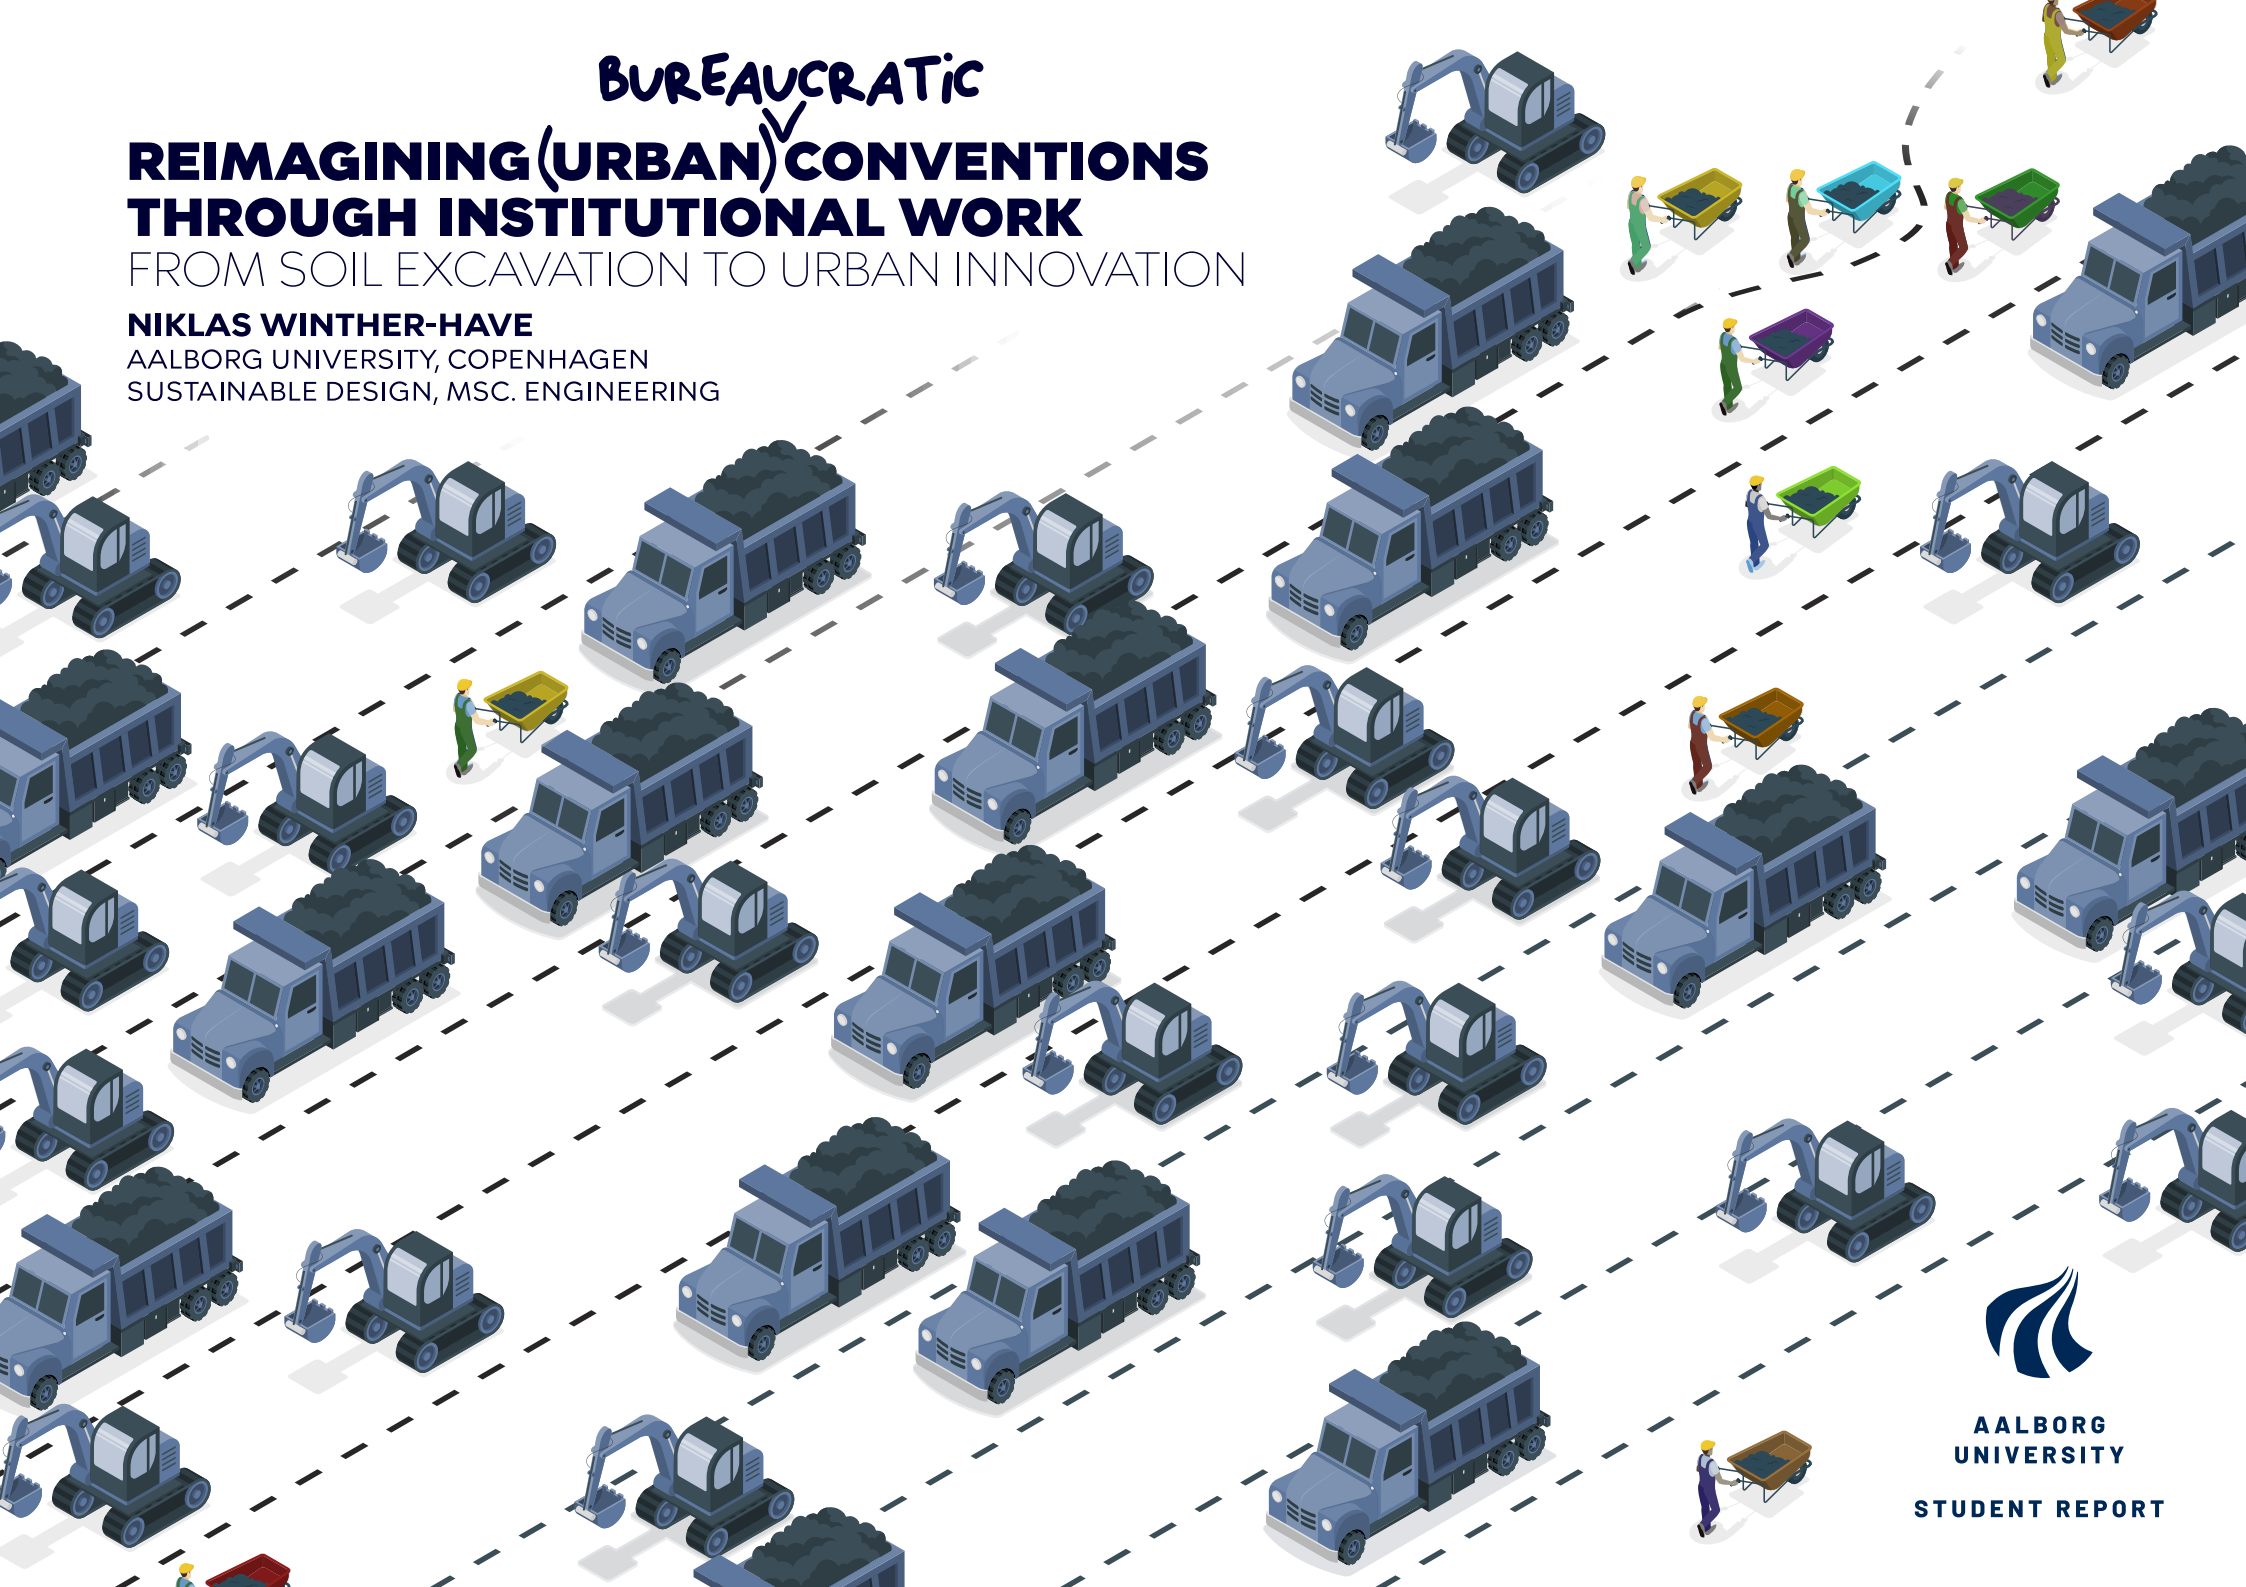 BUREAUCRATiC
REIMAGINING (URBAN) CONVENTIONS
THROUGH INSTITUTIONAL WORK
FROM SOIL EXCAVATION TO URBAN INNOVATION
NIKLAS WINTHER-HAVE
AALBORG UNIVERSITY, COPENHAGEN
SUSTAINABLE DESIGN, MSC. ENGINEERING
AALBORG
UNIVERSITY
STUDENT REPORT